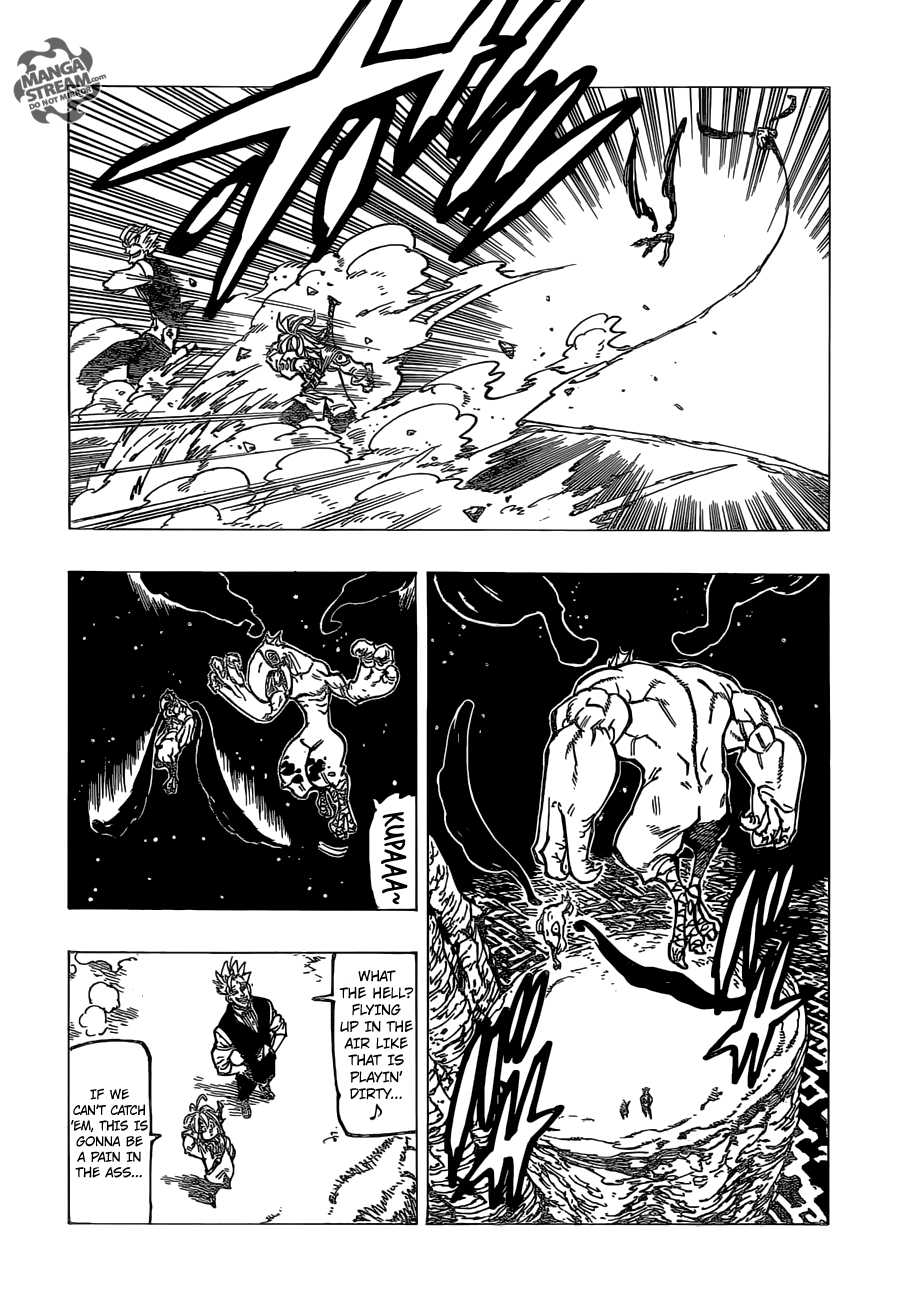 MANGA
STREAM.com
DO NOT MIRROR
KUPAAA~
WHAT
THE HELL?
FLYING
UP IN THE
AIR LIKE
THAT IS
PLAYIN'
DIRTY...
♪
IF WE
CAN'T CATCH
'EM, THIS IS
GONNA BE
A PAIN IN
THE ASS...